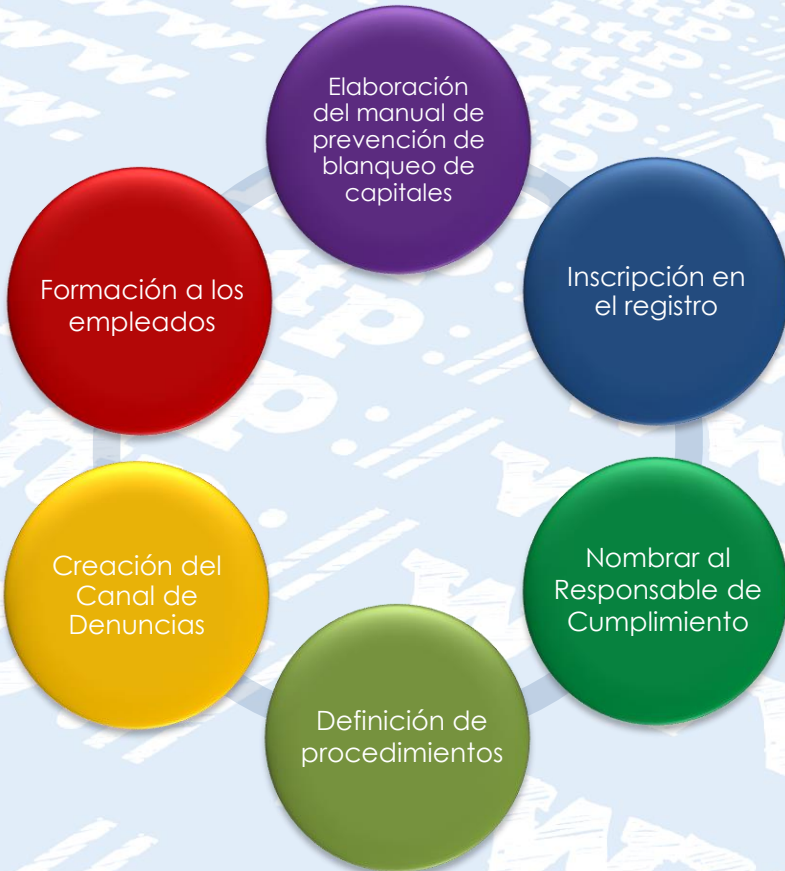 Elaboración
del manual de
prevención de
blanqueo de
capitales
Inscripción en
el registro
Nombrar al
Responsable de
Cumplimiento
Definición de
procedimientos
Creación del
Canal de
Denuncias
Formación a los
empleados